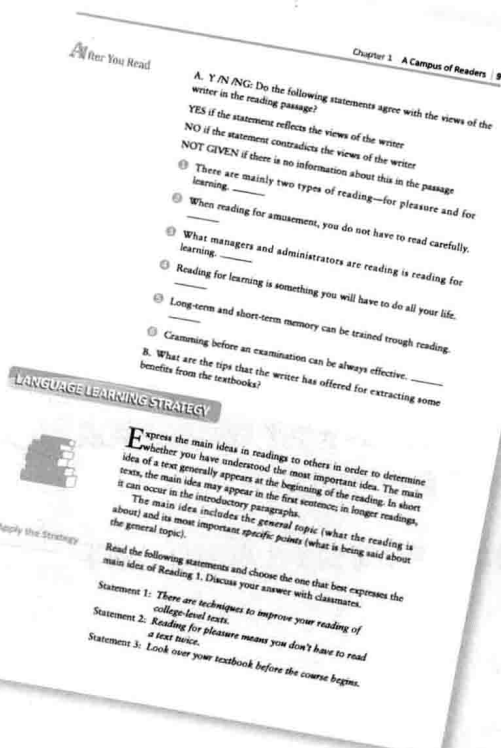 Chapter 1 A Campus of Readers 9
After You Read
A. Y /N /NG: Do the following statements agree with the views of the
writer in the reading passage?
YES if the statement reflects the views of the writer
NO if the statement contradicts the views of the writer
NOT GIVEN if there is no information about this in the passage
1 There are mainly two types of reading—for pleasure and for
learning. ______
2 When reading for amusement, you do not have to read carefully.
______
3 What managers and administrators are reading is reading for
learning. ______
4 Reading for learning is something you will have to do all your life.
______
5 Long-term and short-term memory can be trained trough reading.
______
6 Cramming before an examination can be always effective. ______
B. What are the tips that the writer has offered for extracting some
benefits from the textbooks?
LANGUAGE LEARNING STRATEGY
Express the main ideas in readings to others in order to determine
whether you have understood the most important idea. The main
idea of a text generally appears at the beginning of the reading. In short
texts, the main idea may appear in the first sentence; in longer readings,
it can occur in the introductory paragraphs.
The main idea includes the general topic (what the reading is
about) and its most important specific points (what is being said about
the general topic).
Apply the Strategy
Read the following statements and choose the one that best expresses the
main idea of Reading 1. Discuss your answer with classmates.
Statement 1: There are techniques to improve your reading of
college-level texts.
Statement 2: Reading for pleasure means you don't have to read
a text twice.
Statement 3: Look over your textbook before the course begins.